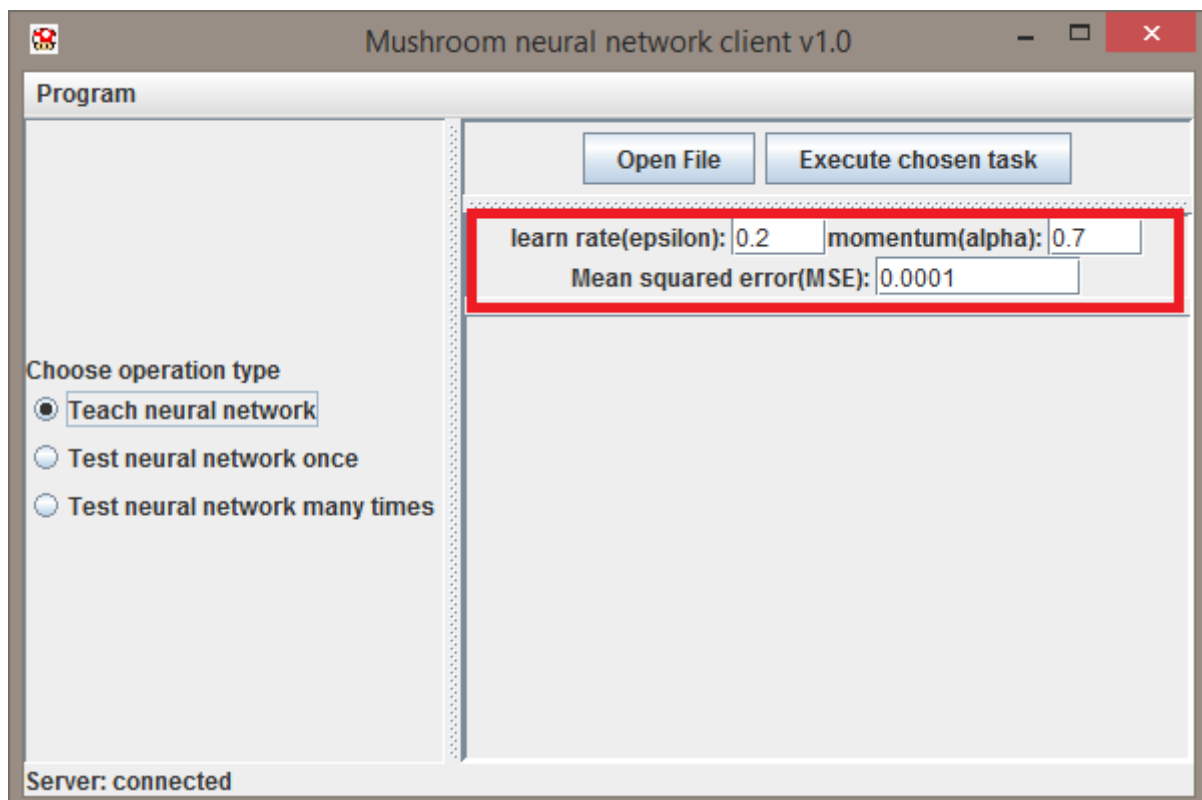 Mushroom neural network client v1.0
Program
Open File Execute chosen task
learn rate(epsilon): 0.2 momentum(alpha): 0.7
Mean squared error(MSE): 0.0001
Choose operation type
Teach neural network
Test neural network once
Test neural network many times
Server: connected